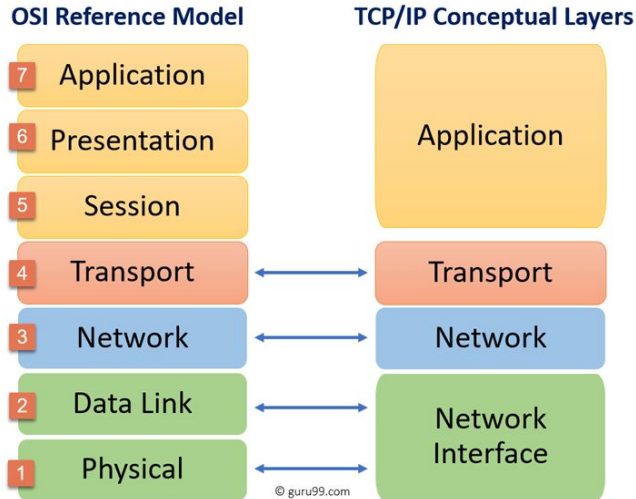 OSI Reference Model
TCP/IP Conceptual Layers
7 Application
6 Presentation
5 Session
Application
4 Transport
Transport
3 Network
Network
2 Data Link
1 Physical
Network
Interface
© guru99.com